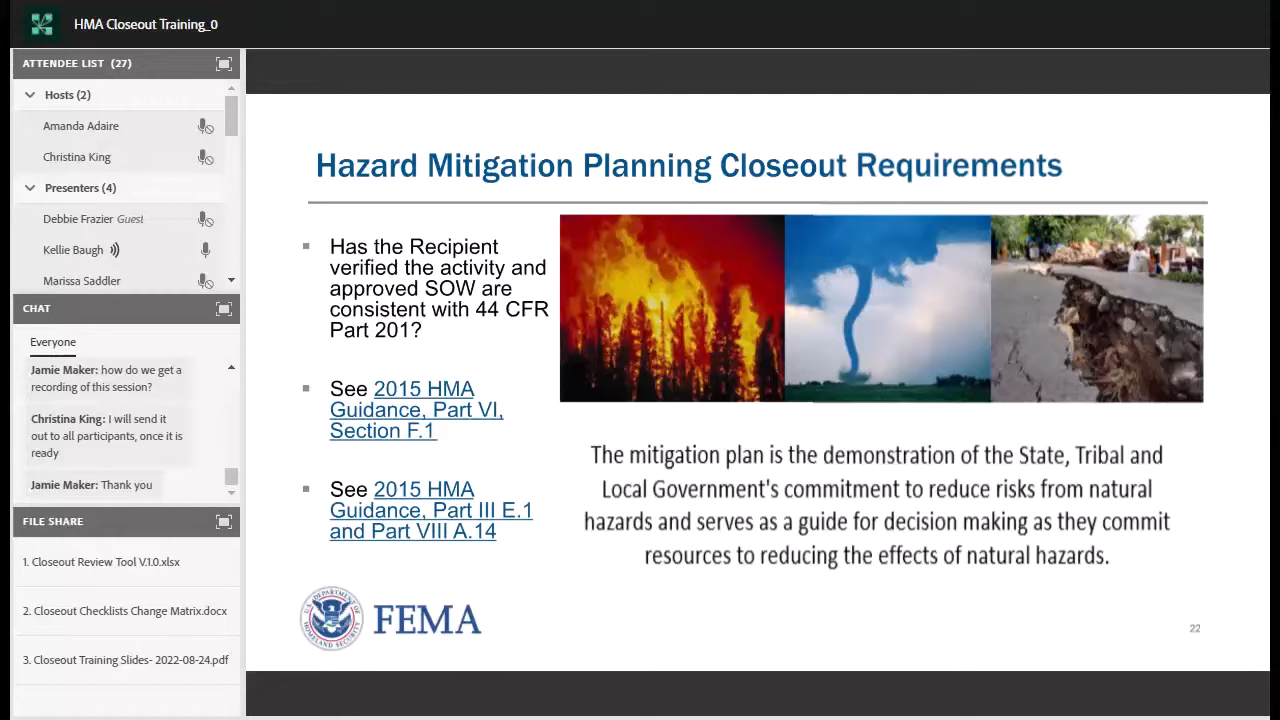 HMA Closeout Training_0
ATTENDEE LIST (27)
Hosts (2)
Amanda Adaire
Christina King
Presenters (4)
Debbie Frazier Guest
Kellie Baugh
Marissa Saddler
CHAT
Everyone
Jamie Maker: how do we get a
recording of this session?
Christina King: I will send it
out to all participants, once it is
ready
Jamie Maker: Thank you
FILE SHARE
1. Closeout Review Tool V.1.0.xlsx
2. Closeout Checklists Change Matrix.docx
3. Closeout Training Slides- 2022-08-24.pdf
Hazard Mitigation Planning Closeout Requirements
Has the Recipient
verified the activity and
approved SOW are
consistent with 44 CFR
Part 201?
See 2015 HMA
Guidance, Part VI,
Section F.1
See 2015 HMA
Guidance, Part III E.1
and Part VIII A.14
The mitigation plan is the demonstration of the State, Tribal and
Local Government's commitment to reduce risks from natural
hazards and serves as a guide for decision making as they commit
resources to reducing the effects of natural hazards.
U.S. DEPARTMENT OF
HOMELAND SECURITY
FEMA
22